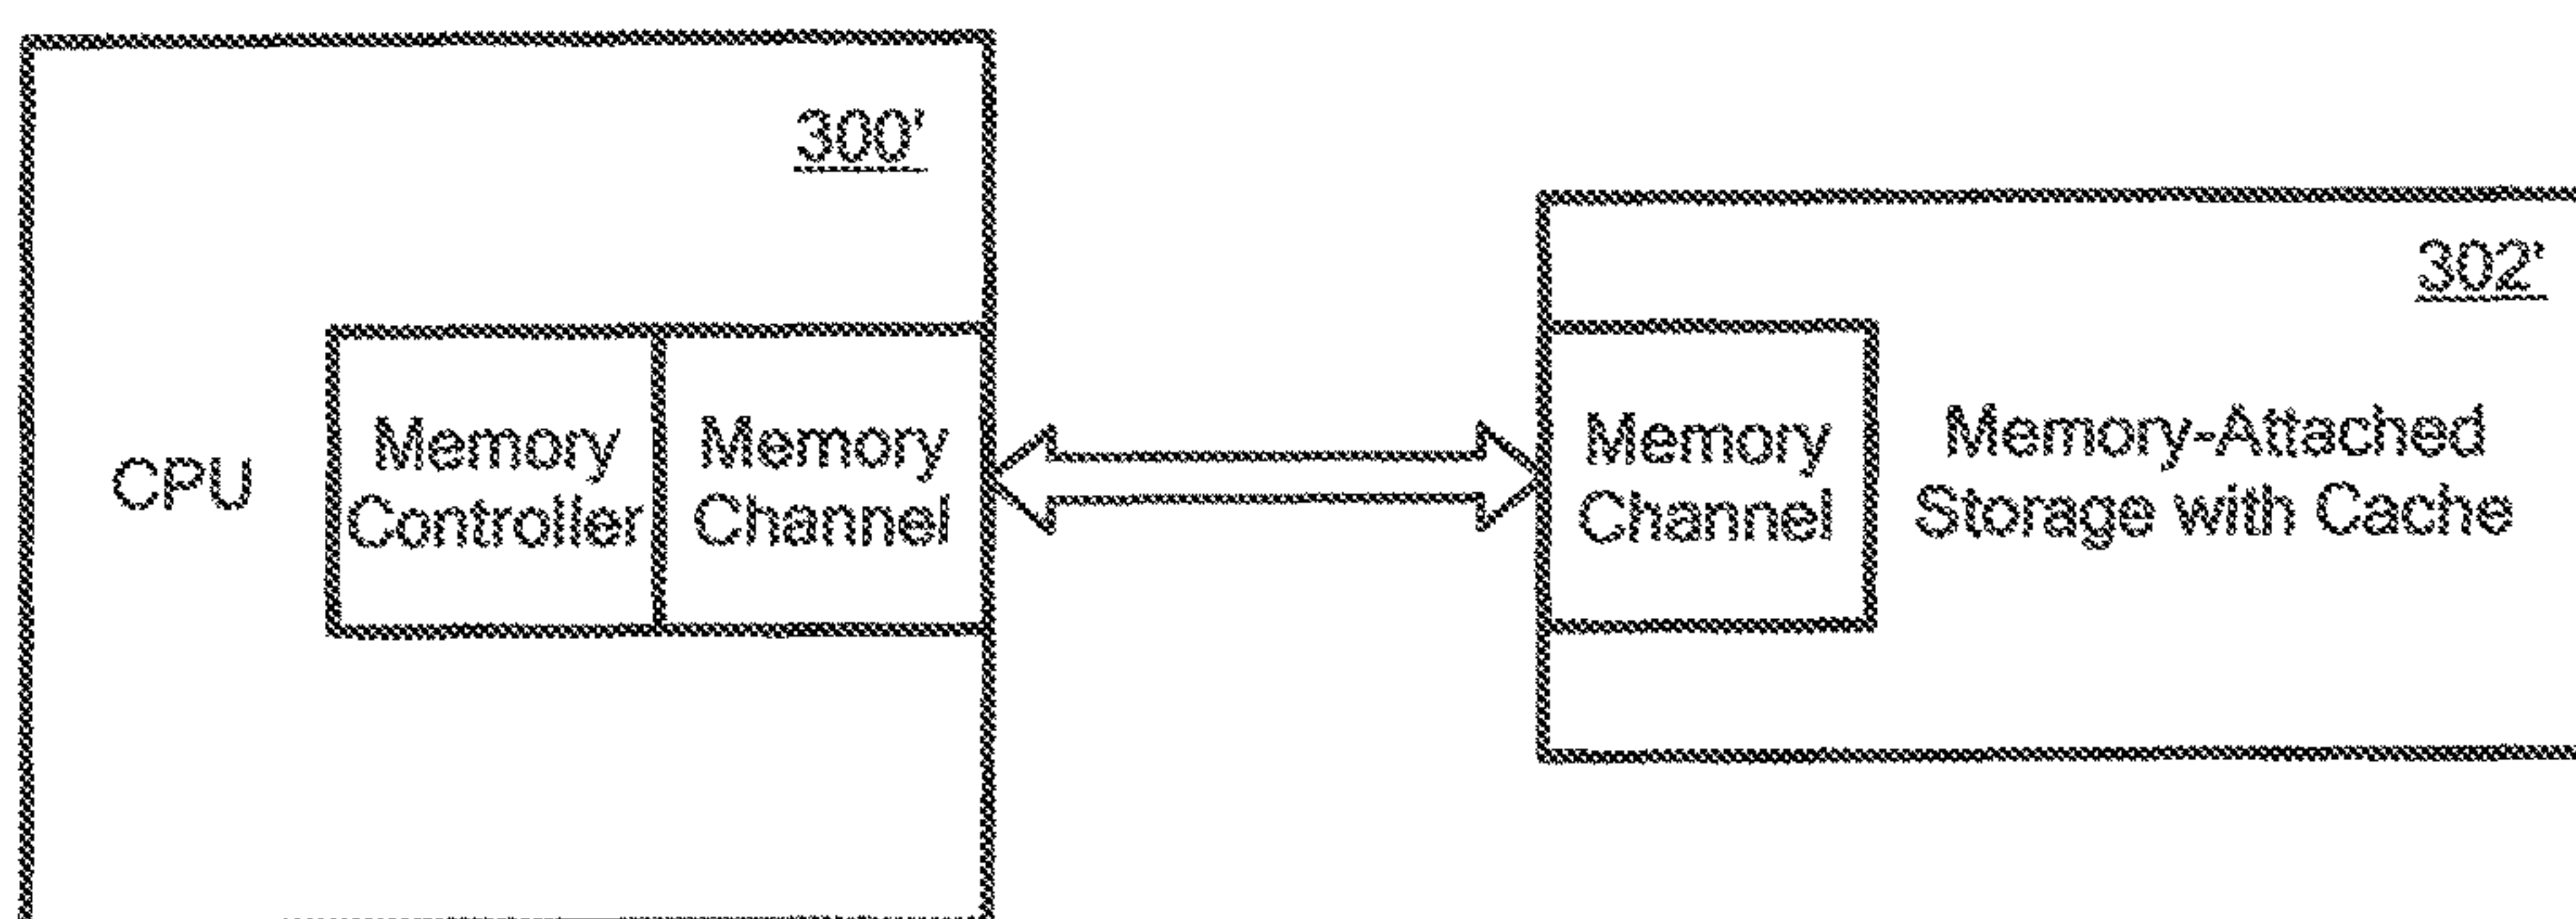 300'
302'
CPU
Memory
Controller
Memory
Channel
Memory
Channel
Memory-Attached
Storage with Cache